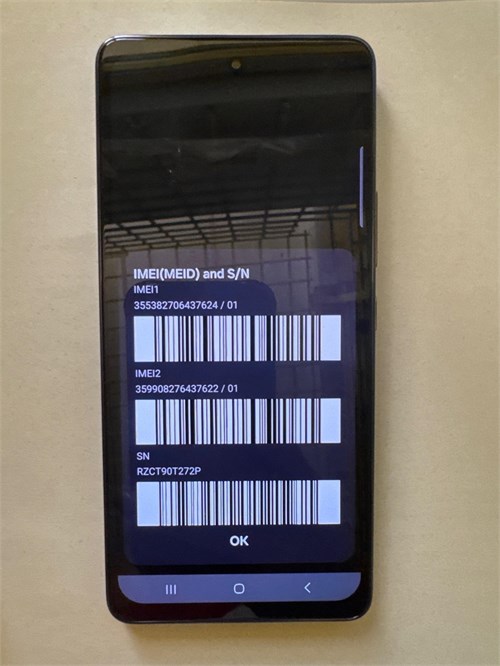 IMEI(MEID) and S/N
IMEI1
355382706437624 / 01
IMEI2
359908276437622 / 01
SN
RZCT90T272P
OK